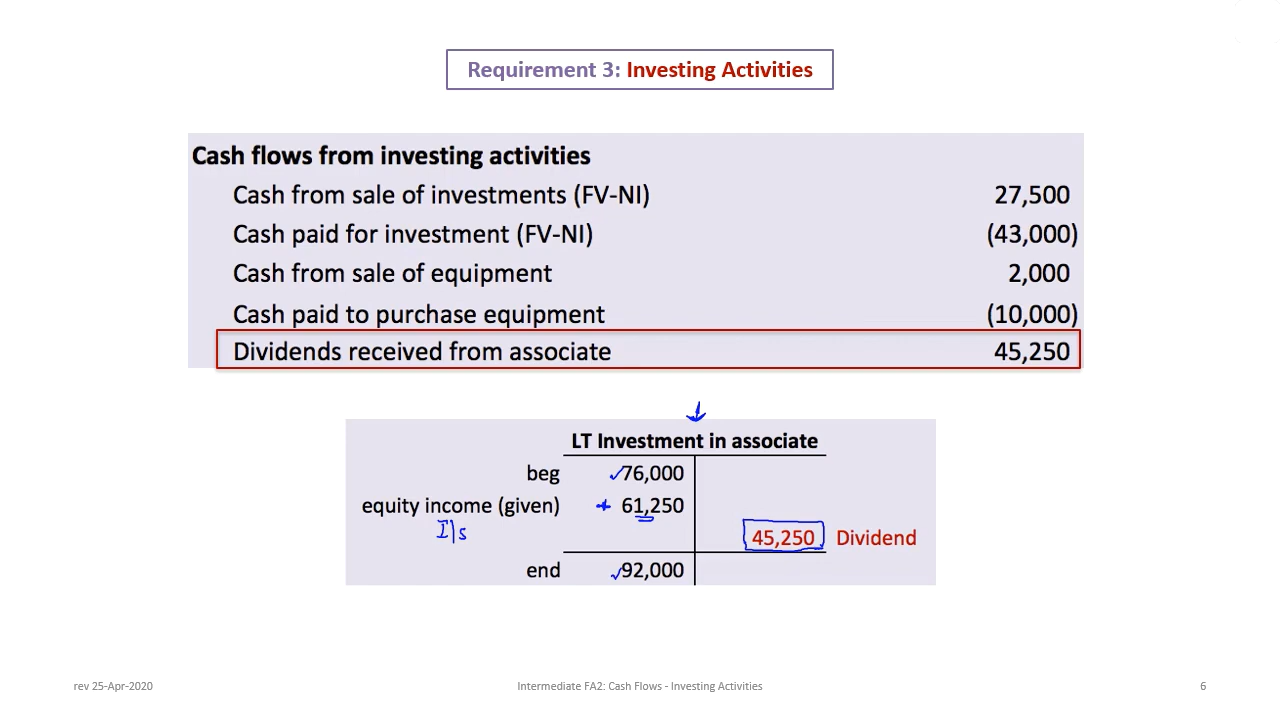 Requirement 3: Investing Activities
Cash flows from investing activities
Cash from sale of investments (FV-NI) 27,500
Cash paid for investment (FV-NI) (43,000)
Cash from sale of equipment 2,000
Cash paid to purchase equipment (10,000)
Dividends received from associate 45,250
LT Investment in associate
beg ✓76,000
equity income (given) + 61,250
I|s
45,250 Dividend
end ✓92,000
rev 25-Apr-2020 Intermediate FA2: Cash Flows - Investing Activities 6